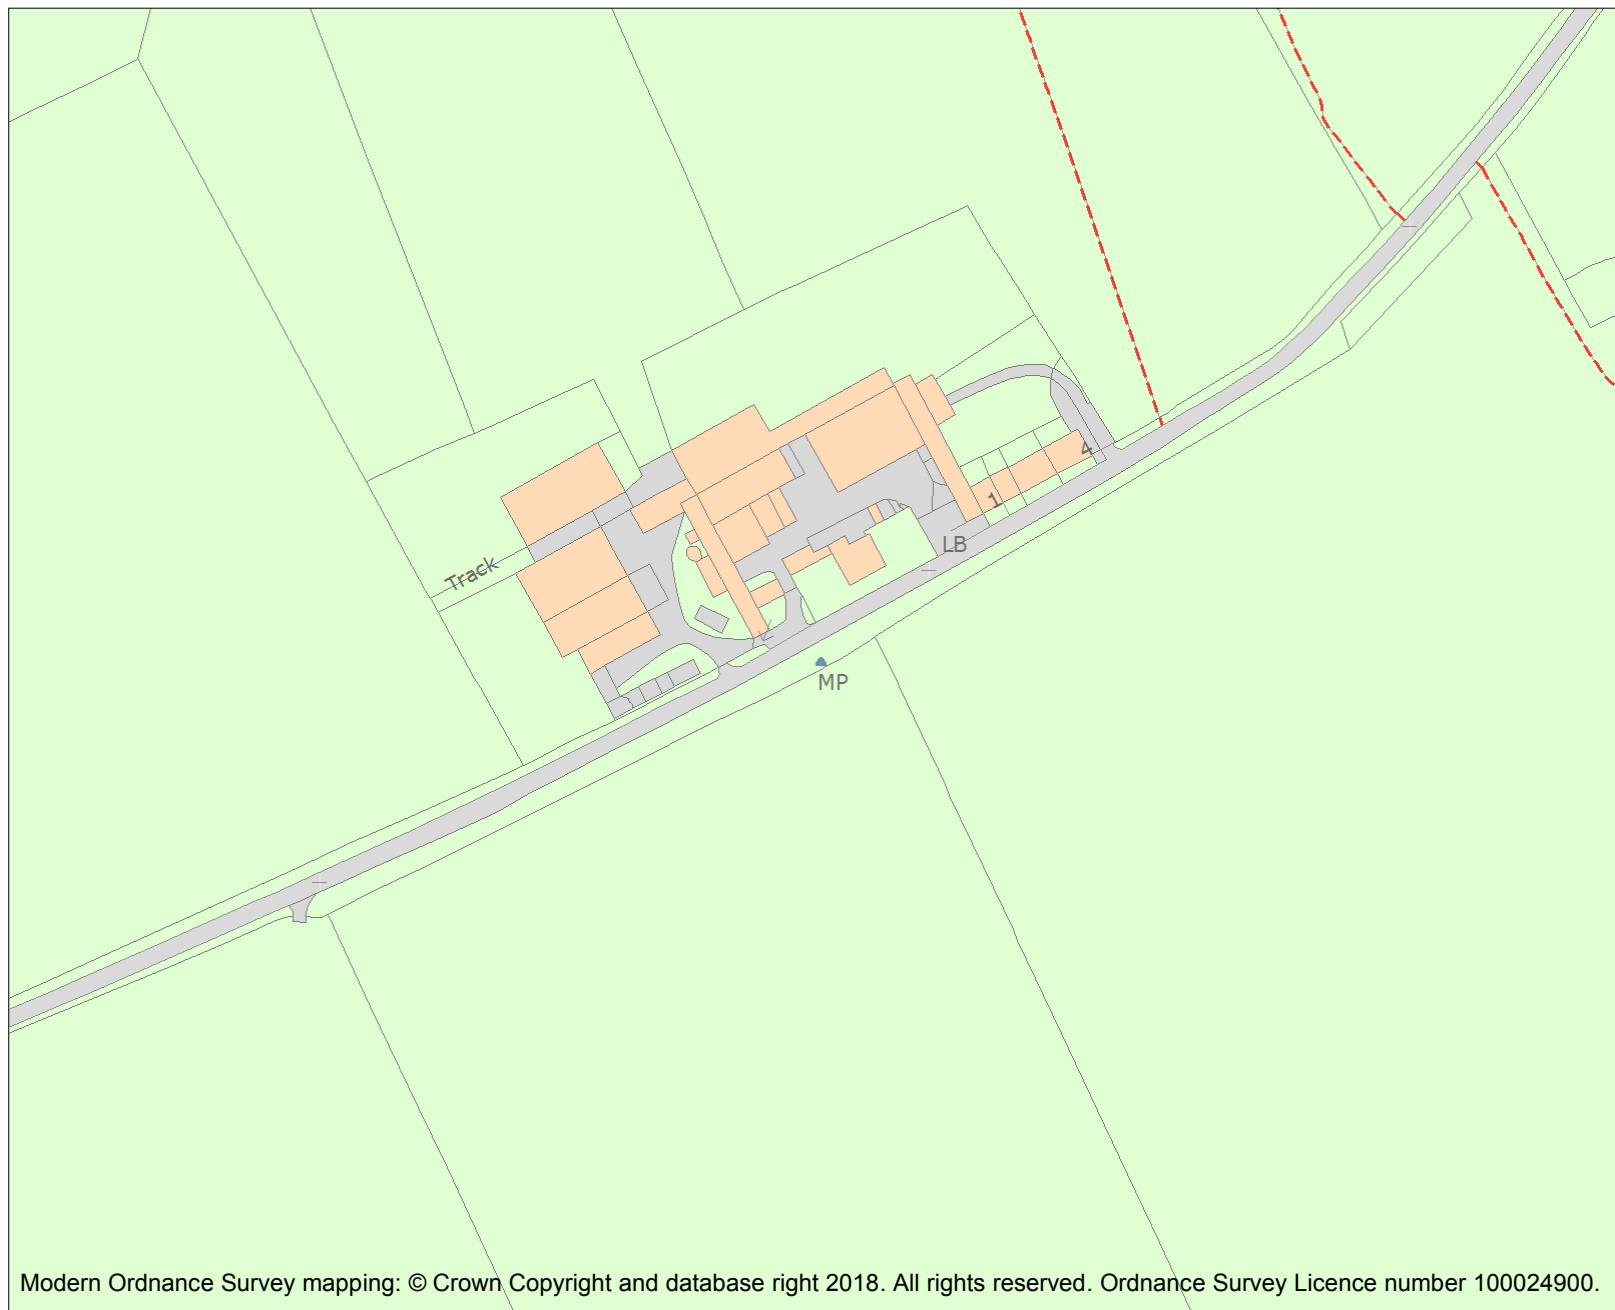 4
1
LB
Track
MP
Modern Ordnance Survey mapping: © Crown Copyright and database right 2018. All rights reserved. Ordnance Survey Licence number 100024900.